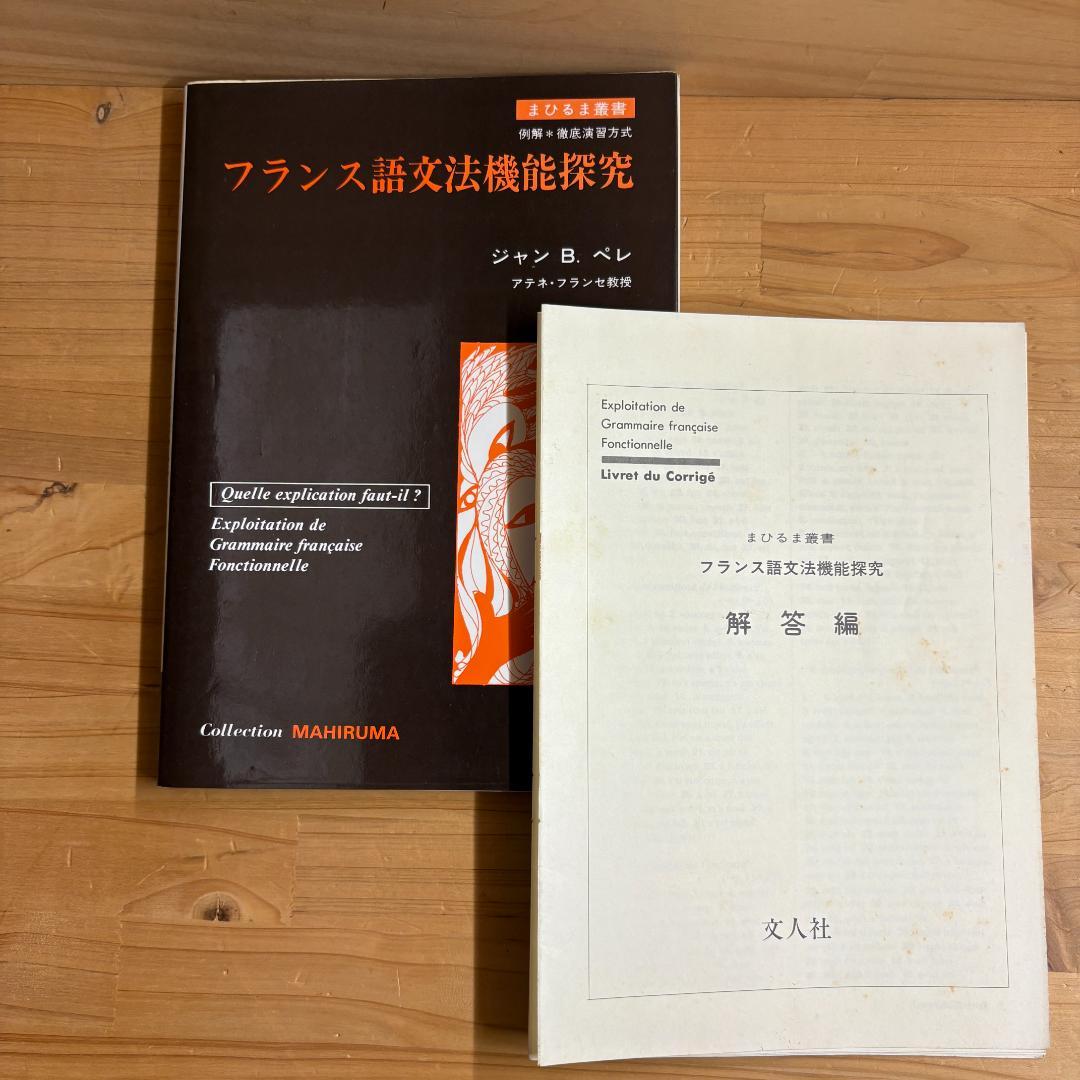 まひるま叢書
例解＊徹底演習方式
フランス語文法機能探究
ジャン B. ペレ
アテネ・フランセ教授
Quelle explication faut-il ?
Exploitation de
Grammaire française
Fonctionnelle
Collection MAHIRUMA
Exploitation de
Grammaire française
Fonctionnelle
Livret du Corrigé
まひるま叢書
フランス語文法機能探究
解答編
文人社